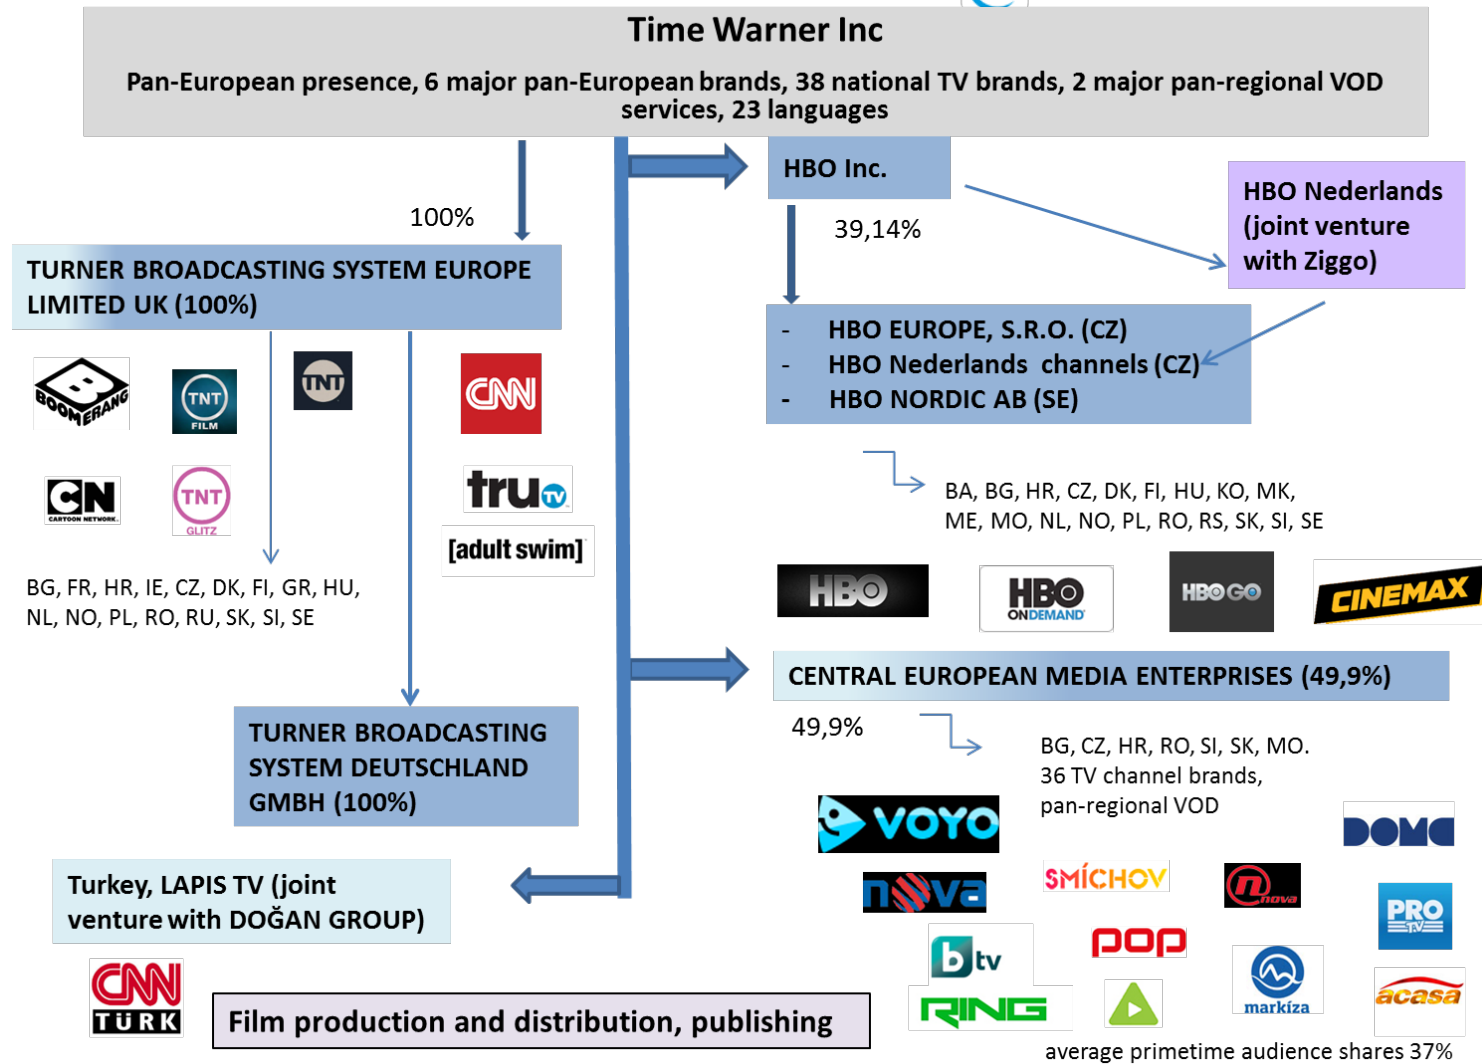 Time Warner Inc
Pan-European presence, 6 major pan-European brands, 38 national TV brands, 2 major pan-regional VOD
services, 23 languages
HBO Inc.
100%
39,14%
HBO Nederlands
(joint venture
with Ziggo)
TURNER BROADCASTING SYSTEM EUROPE
LIMITED UK (100%)
- HBO EUROPE, S.R.O. (CZ)
- HBO Nederlands channels (CZ)
- HBO NORDIC AB (SE)
BOOMERANG
TNT
FILM
TNT
CNN
CN
CARTOON NETWORK.
TNT
GLITZ
tru TV
[adult swim]
BA, BG, HR, CZ, DK, FI, HU, KO, MK,
ME, MO, NL, NO, PL, RO, RS, SK, SI, SE
BG, FR, HR, IE, CZ, DK, FI, GR, HU,
NL, NO, PL, RO, RU, SK, SI, SE
HBO
HBO
ONDEMAND
HBO GO
CINEMAX
CENTRAL EUROPEAN MEDIA ENTERPRISES (49,9%)
49,9%
BG, CZ, HR, RO, SI, SK, MO.
36 TV channel brands,
pan-regional VOD
TURNER BROADCASTING
SYSTEM DEUTSCHLAND
GMBH (100%)
VOYO
DOMA
nova
SMÍCHOV
n nova
PRO
TV
Turkey, LAPIS TV (joint
venture with DOĞAN GROUP)
b tv
pop
markíza
acasa
RING
CNN
TÜRK
Film production and distribution, publishing
average primetime audience shares 37%